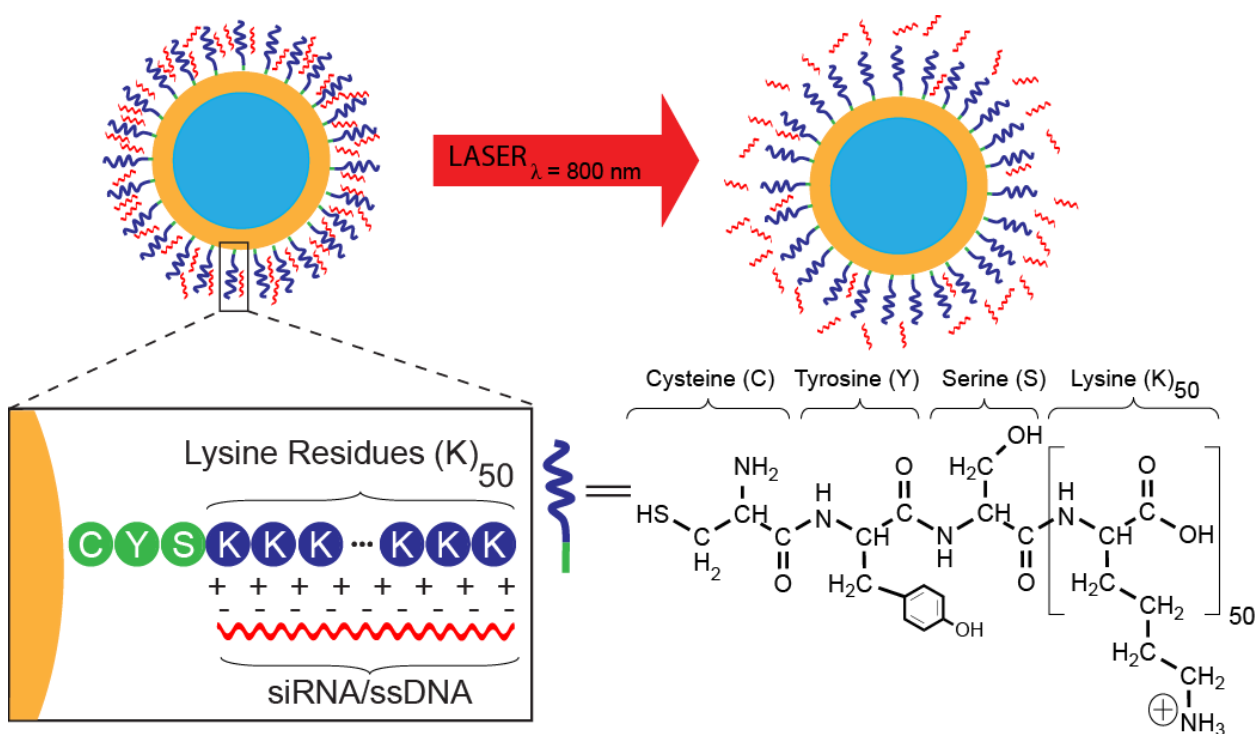 LASER λ = 800 nm
Cysteine (C) Tyrosine (Y) Serine (S) Lysine (K)50
Lysine Residues (K)50
C Y S K K K ... K K K
+ + + + + + +
- - - - - - - - - -
siRNA/ssDNA
OH
NH2 O H2C O
HS CH H N CH N H CH H N CH OH
C H2 O H2C O H2C CH2 50
OH H2C CH2
+ NH3